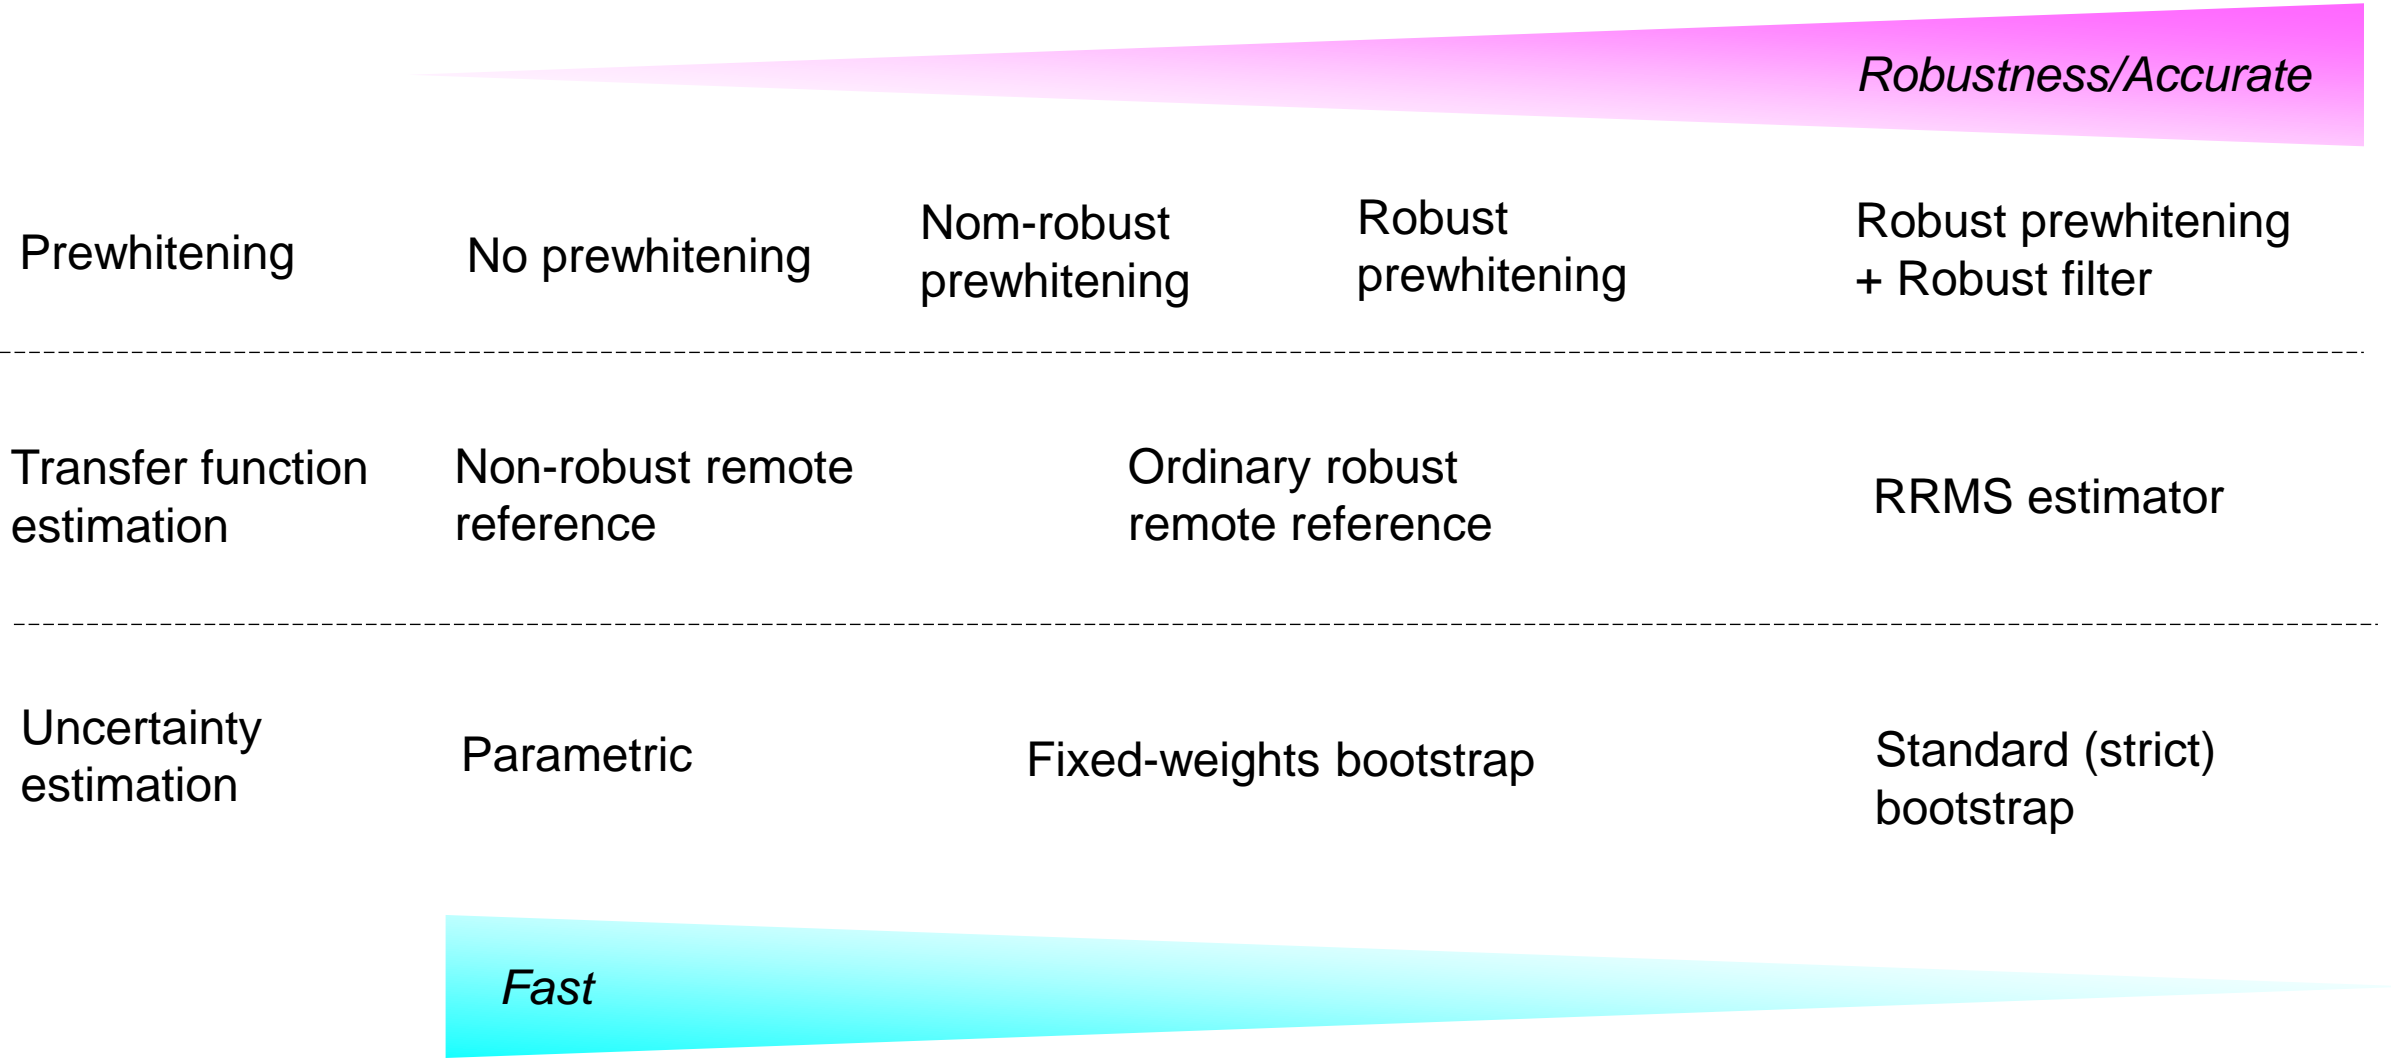 Robustness/Accurate
Prewhitening
No prewhitening
Nom-robust
prewhitening
Robust
prewhitening
Robust prewhitening
+ Robust filter
Transfer function
estimation
Non-robust remote
reference
Ordinary robust
remote reference
RRMS estimator
Uncertainty
estimation
Parametric
Fixed-weights bootstrap
Standard (strict)
bootstrap
Fast